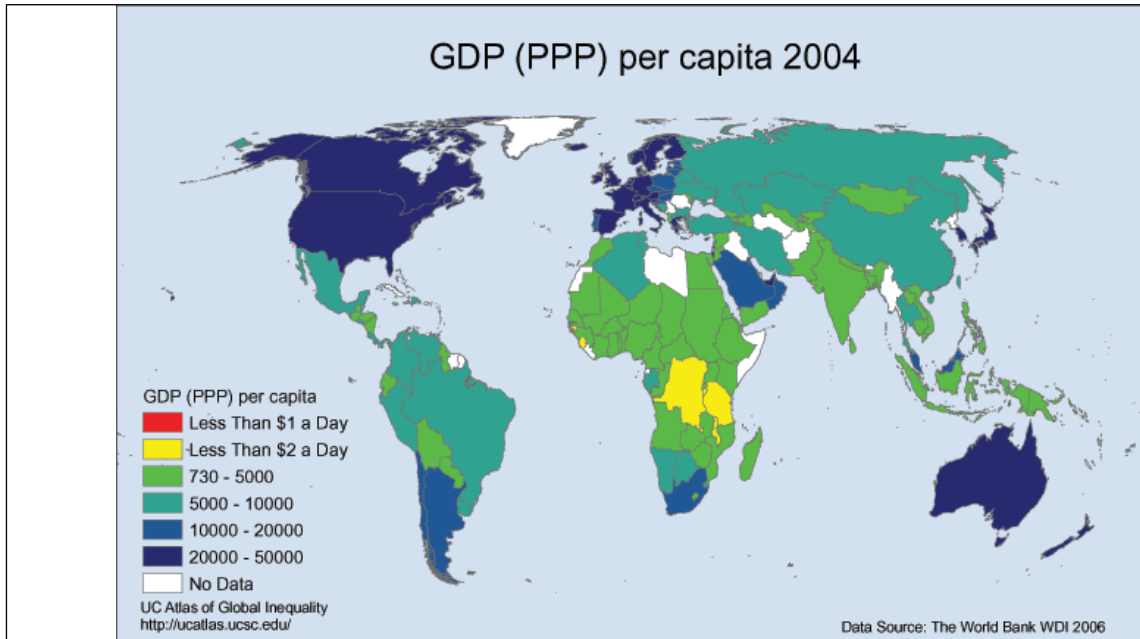 GDP (PPP) per capita 2004
GDP (PPP) per capita
Less Than $1 a Day
Less Than $2 a Day
730 - 5000
5000 - 10000
10000 - 20000
20000 - 50000
No Data
UC Atlas of Global Inequality
http://ucatlas.ucsc.edu/
Data Source: The World Bank WDI 2006